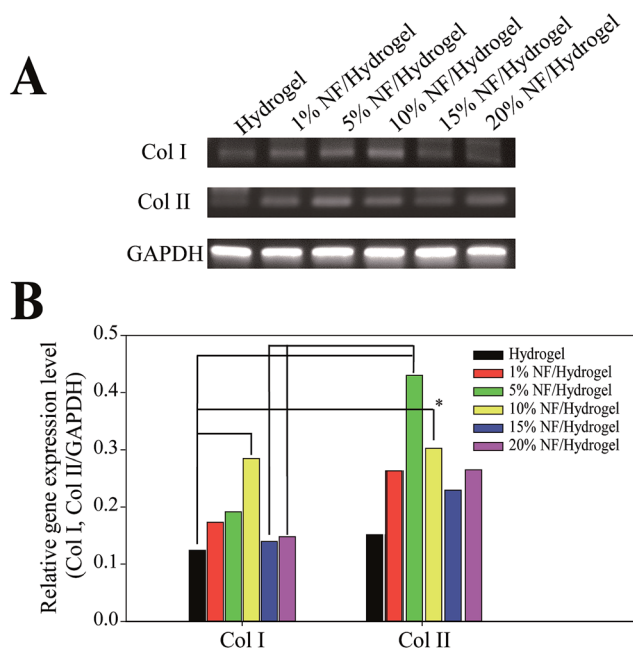 A
Hydrogel
1% NF/Hydrogel
5% NF/Hydrogel
10% NF/Hydrogel
15% NF/Hydrogel
20% NF/Hydrogel
Col I
Col II
GAPDH
B
Relative gene expression level
(Col I, Col II/GAPDH)
0.5
0.4
0.3
0.2
0.1
0.0
*
Hydrogel
1% NF/Hydrogel
5% NF/Hydrogel
10% NF/Hydrogel
15% NF/Hydrogel
20% NF/Hydrogel
Col I
Col II